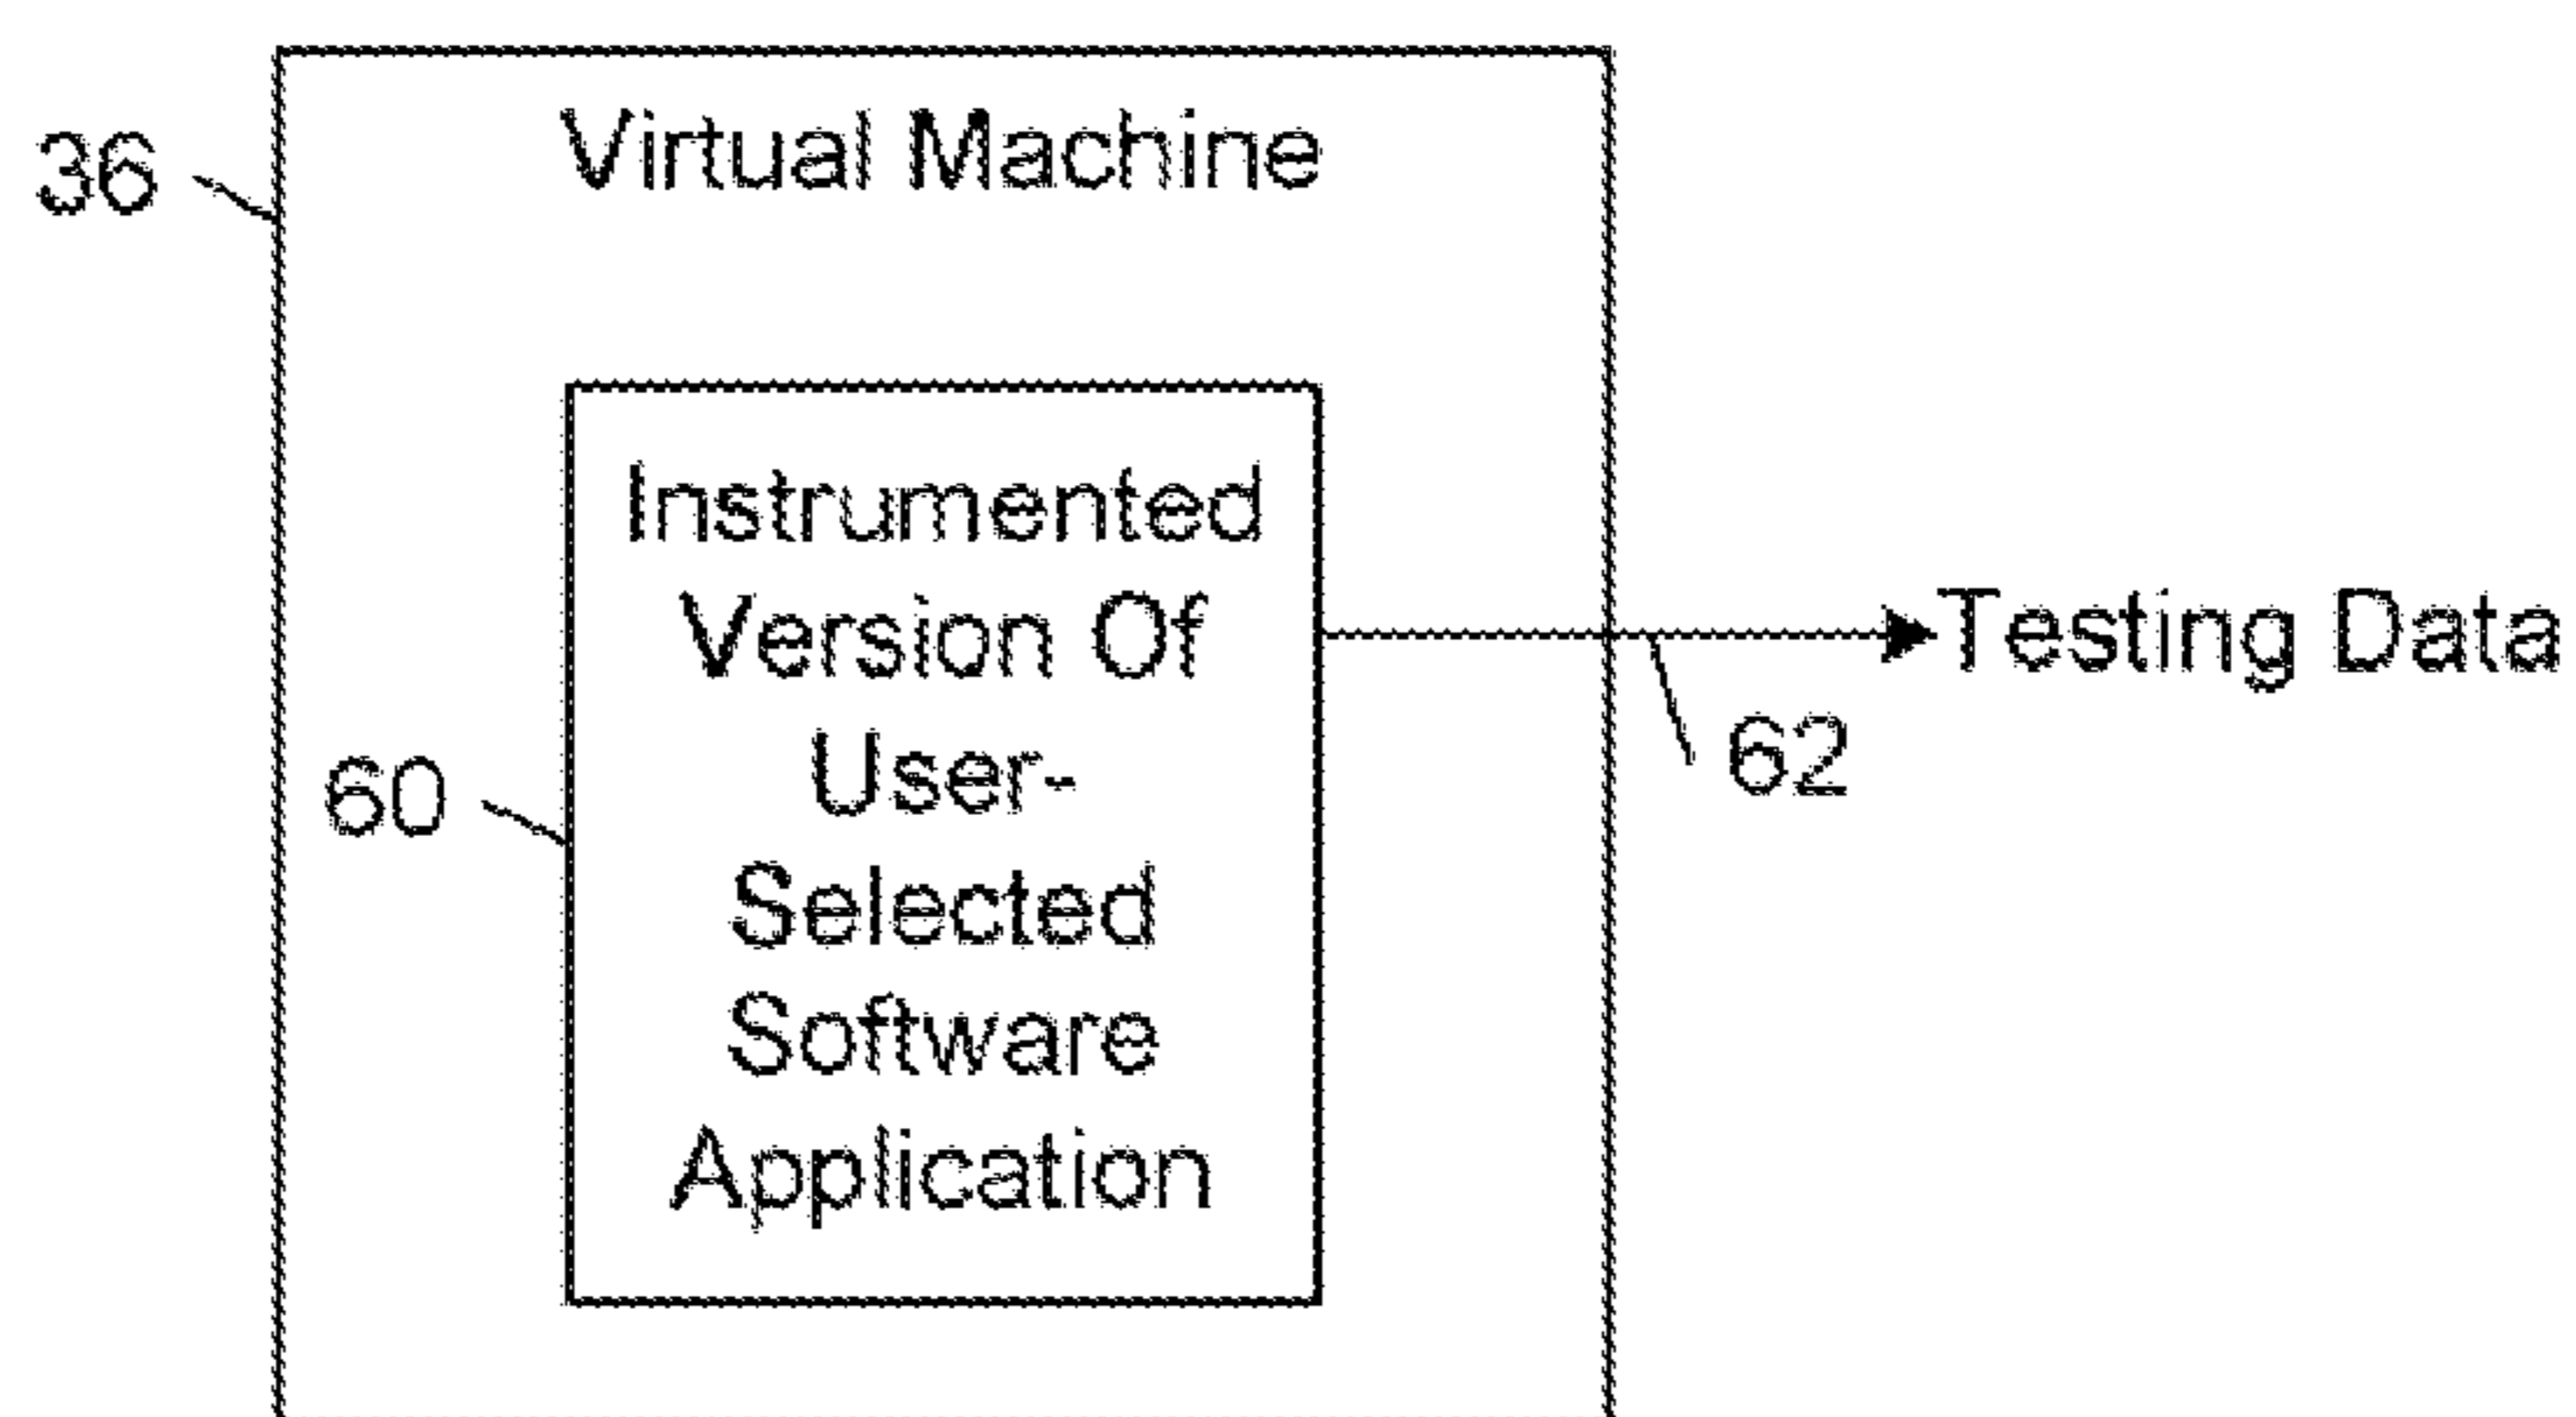 Virtual Machine
36
Instrumented
Version Of
User-
Selected
Software
Application
Testing Data
62
60